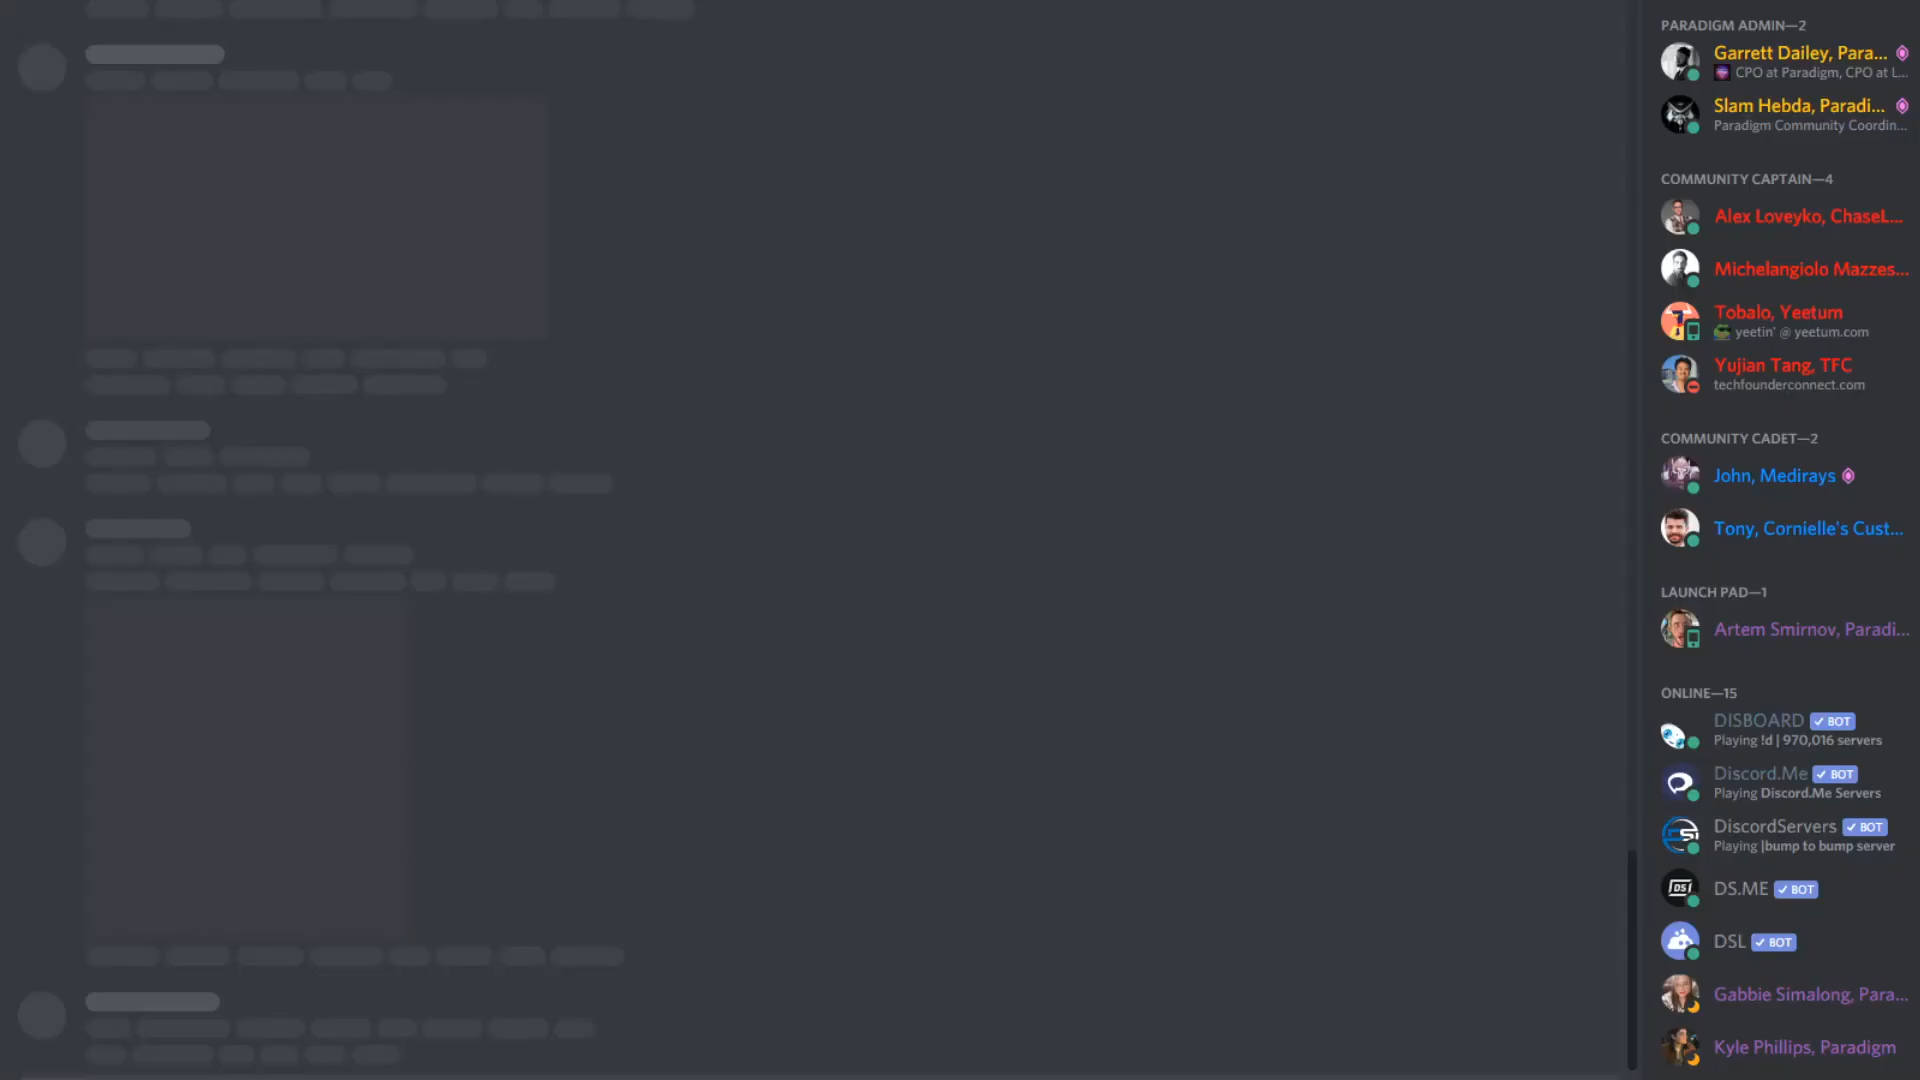 PARADIGM ADMIN—2
Garrett Dailey, Para...
CPO at Paradigm, CPO at L...
Slam Hebda, Paradi...
Paradigm Community Coordin...
COMMUNITY CAPTAIN—4
Alex Loveyko, ChaseL...
Michelangiolo Mazzes...
Tobalo, Yeetum
yeetin' @ yeetum.com
Yujian Tang, TFC
techfounderconnect.com
COMMUNITY CADET—2
John, Medirays
Tony, Cornielle's Cust...
LAUNCH PAD—1
Artem Smirnov, Paradi...
ONLINE—15
DISBOARD ✓ BOT
Playing !d | 970,016 servers
Discord.Me ✓ BOT
Playing Discord.Me Servers
DiscordServers ✓ BOT
Playing |bump to bump server
DS.ME ✓ BOT
DSL ✓ BOT
Gabbie Simalong, Para...
Kyle Phillips, Paradigm